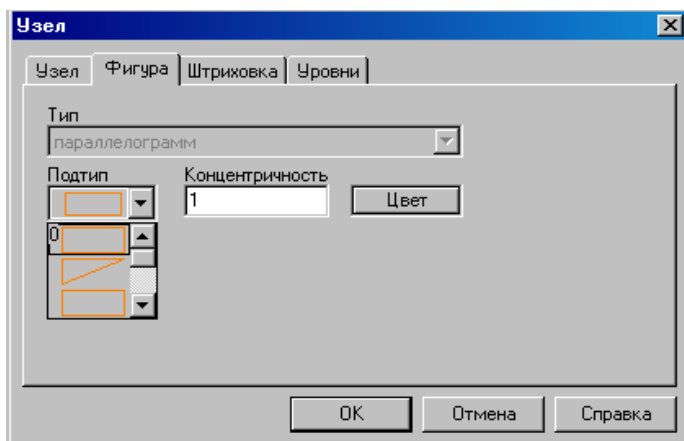 Узел
Узел Фигура Штриховка Уровни
Тип
параллелограмм
Подтип Концентричность
1 Цвет
0
OK Отмена Справка